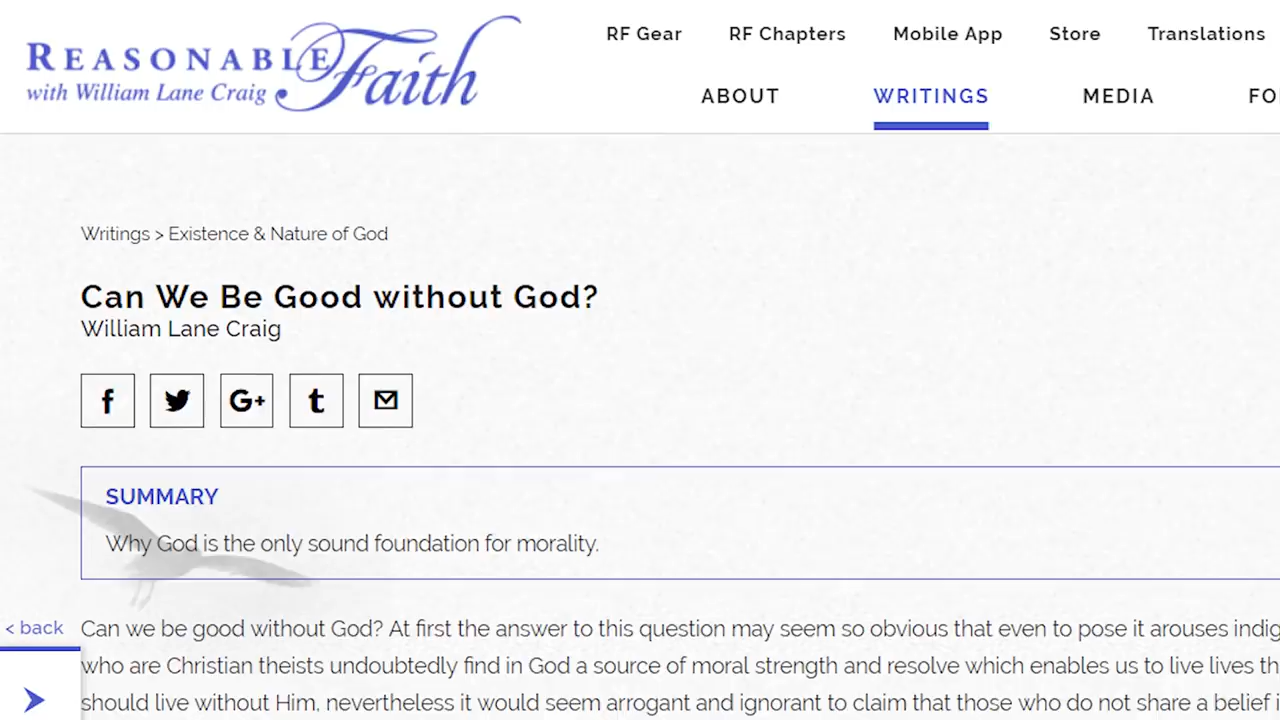 REASONABLE Faith
with William Lane Craig
RF Gear RF Chapters Mobile App Store Translations
ABOUT WRITINGS MEDIA
Writings > Existence & Nature of God
Can We Be Good without God?
William Lane Craig
f G+ t
SUMMARY
Why God is the only sound foundation for morality.
< back
Can we be good without God? At first the answer to this question may seem so obvious that even to pose it arouses
who are Christian theists undoubtedly find in God a source of moral strength and resolve which enables us to live lives
should live without Him, nevertheless it would seem arrogant and ignorant to claim that those who do not share a belief